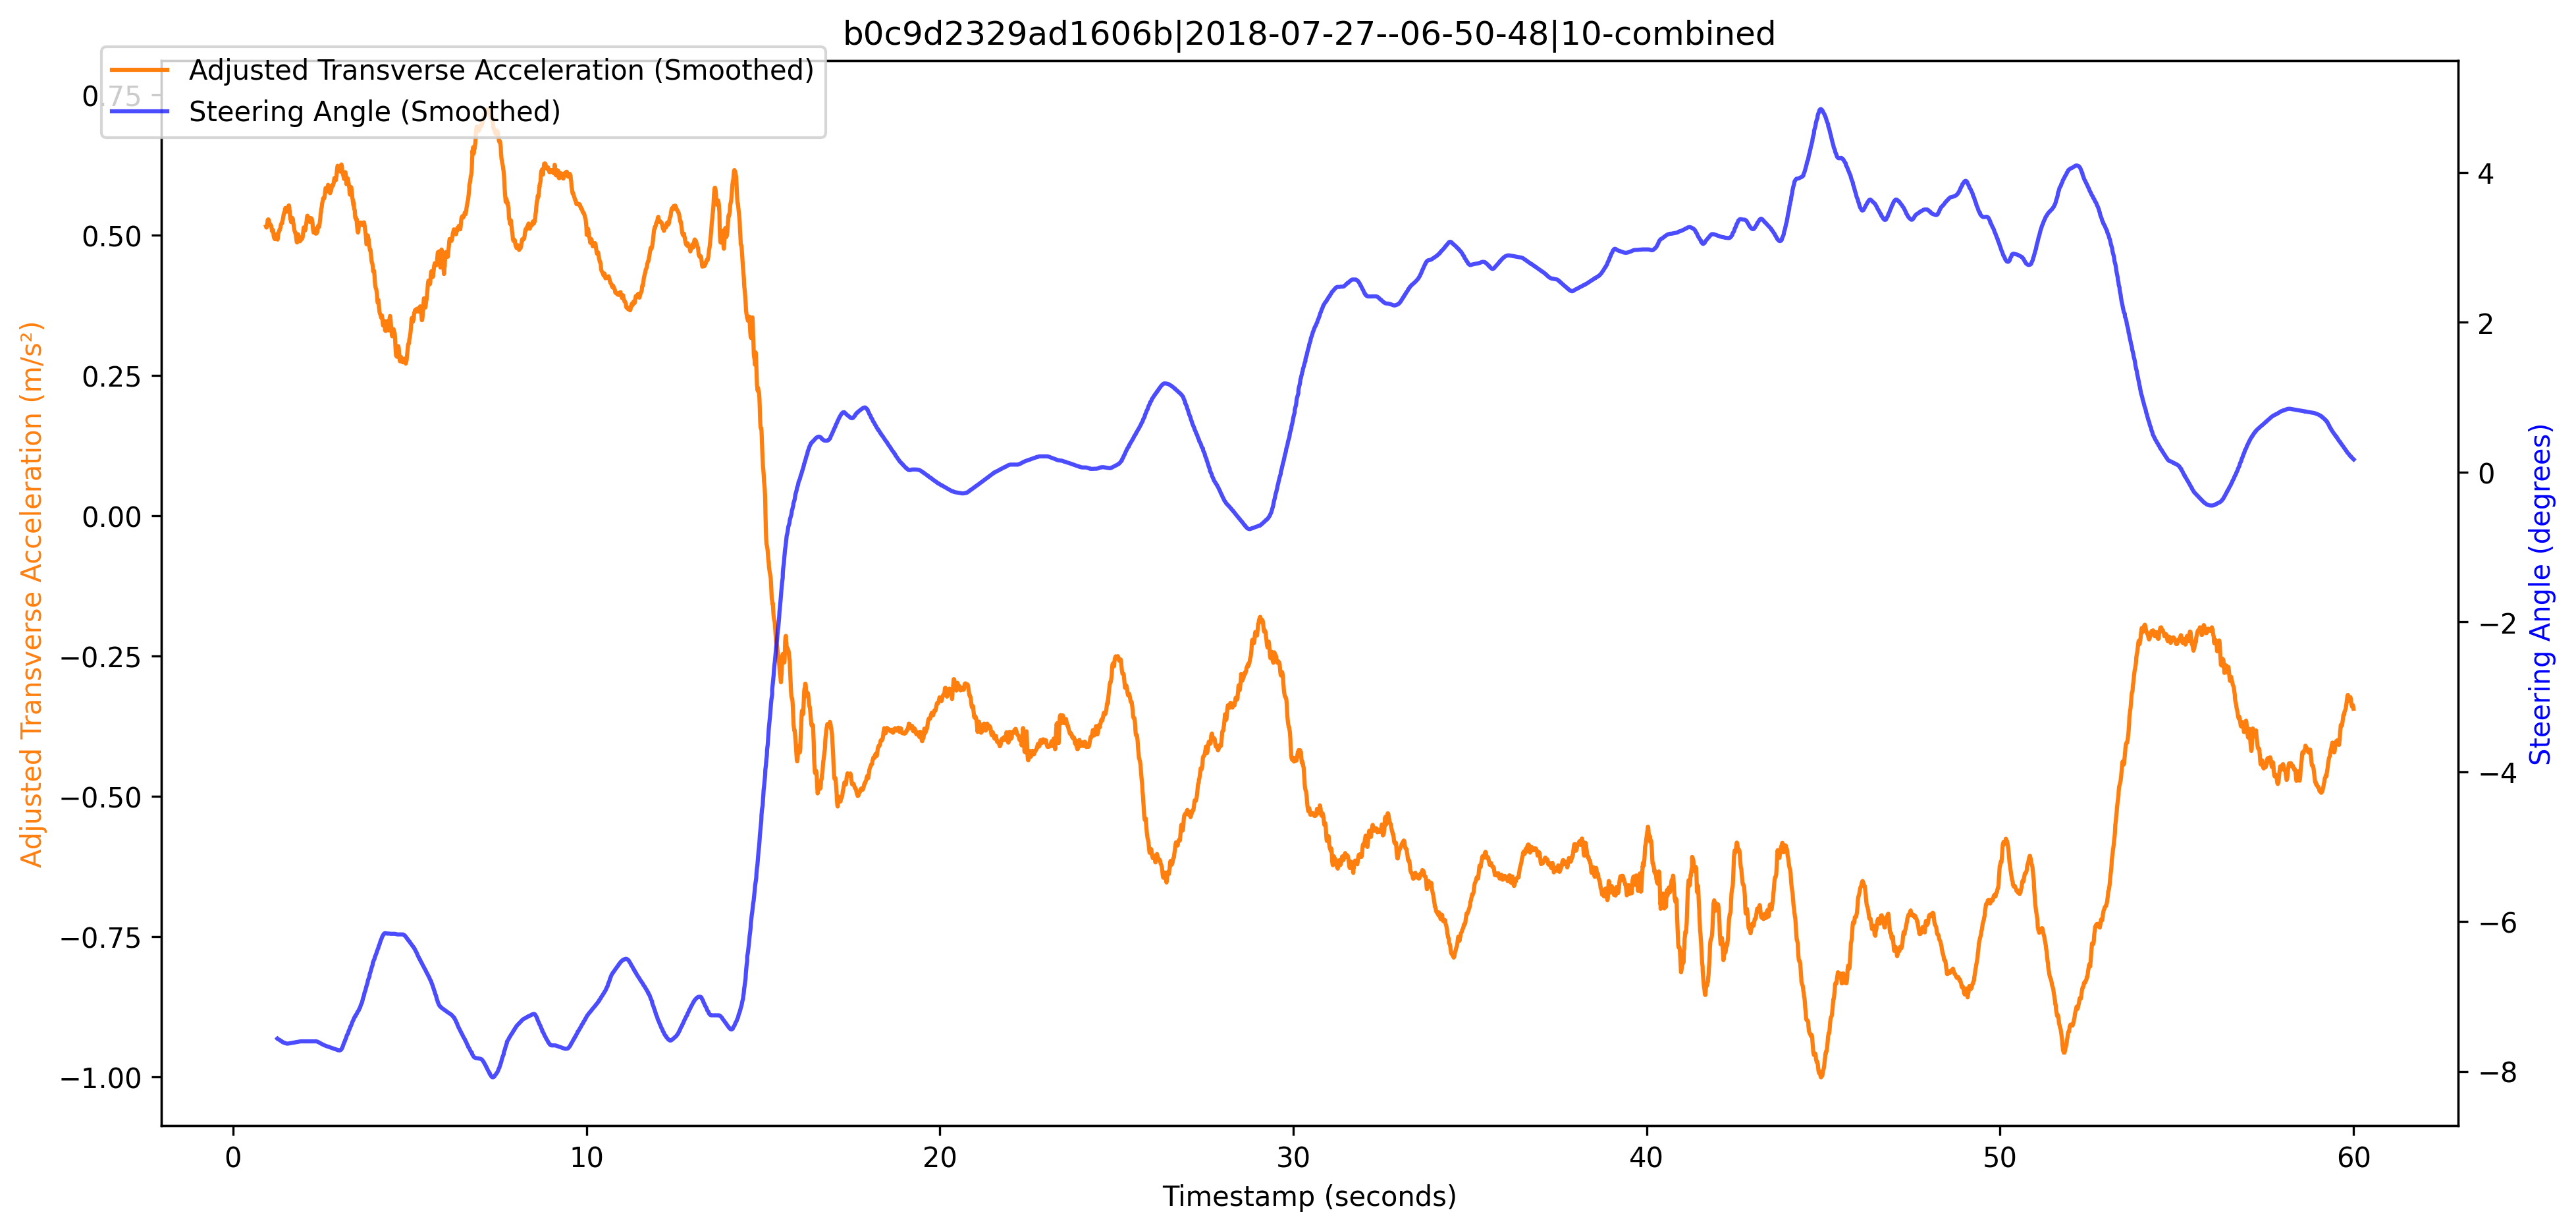 b0c9d2329ad1606b|2018-07-27--06-50-48|10-combined
Adjusted Transverse Acceleration (Smoothed)
Steering Angle (Smoothed)
0.75
0.50
0.25
0.00
−0.25
−0.50
−0.75
−1.00
Adjusted Transverse Acceleration (m/s²)
4
2
0
−2
−4
−6
−8
Steering Angle (degrees)
0 10 20 30 40 50 60
Timestamp (seconds)